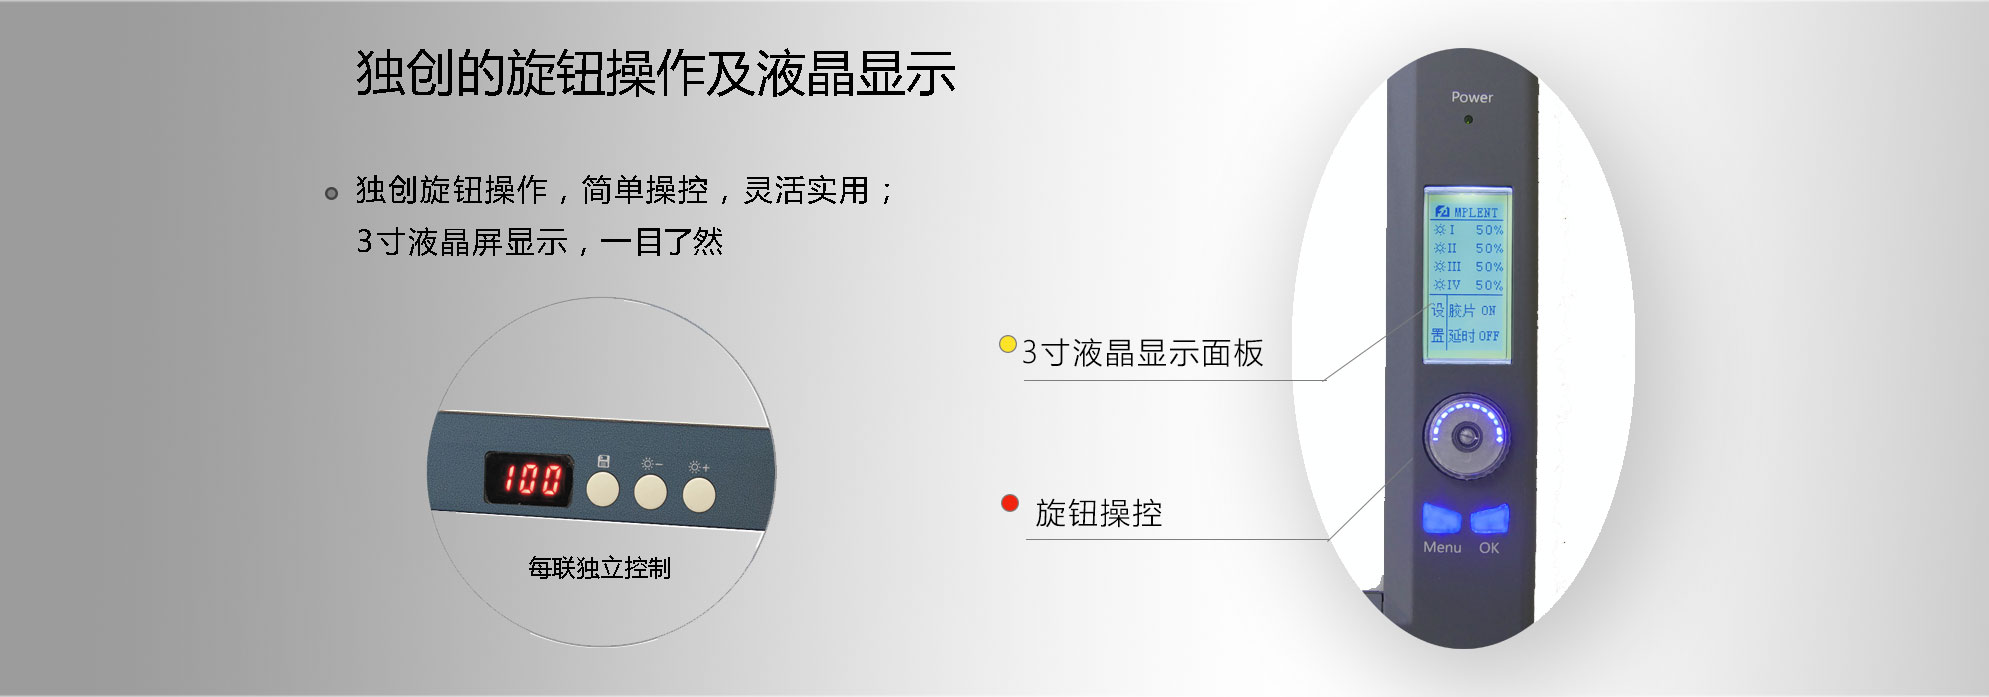 独创的旋钮操作及液晶显示
独创旋钮操作，简单操控，灵活实用；
3寸液晶屏显示，一目了然
100
每联独立控制
3寸液晶显示面板
旋钮操控
Power
MPLENT
I 50%
II 50%
III 50%
IV 50%
设 胶片 ON
置 延时 OFF
Menu OK